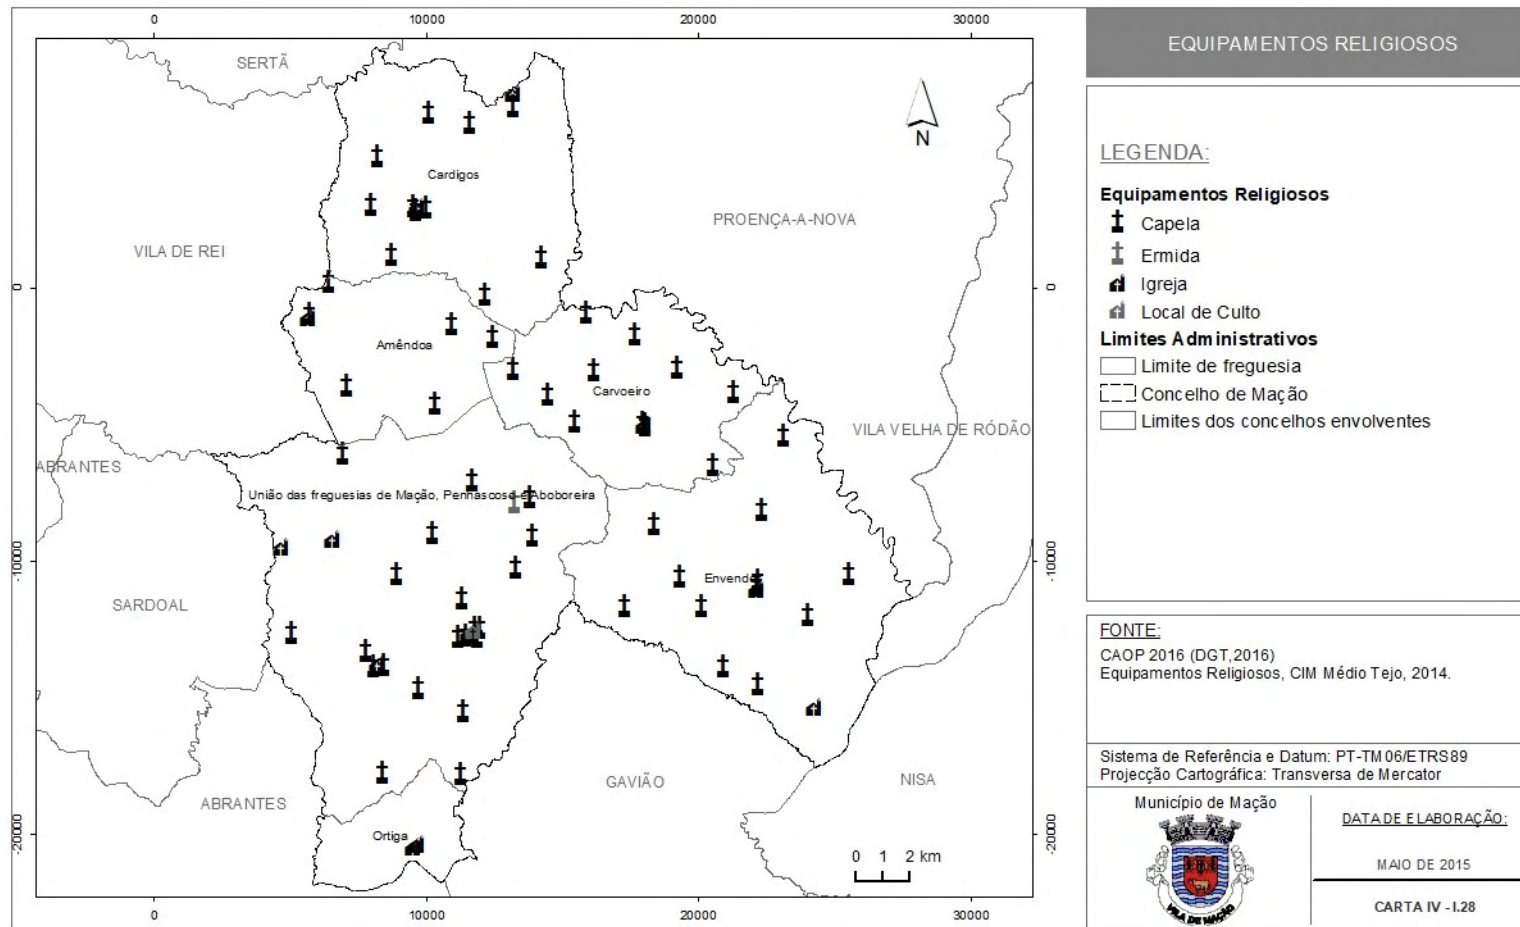 0 10000 20000 30000
EQUIPAMENTOS RELIGIOSOS
SERTÃ
N
Cardigos
PROENÇA-A-NOVA
VILA DE REI
0 0
Amêndoa
Carvoeiro
VILA VELHA DE RÓDÃO
ABRANTES
União das freguesias de Mação, Penhascoso e Aboboreira
-10000 -10000
Envendos
SARDOAL
GAVIÃO
NISA
ABRANTES
Ortiga
-20000 -20000
0 1 2 km
0 10000 20000 30000
LEGENDA:
Equipamentos Religiosos
Capela
Ermida
Igreja
Local de Culto
Limites Administrativos
Limite de freguesia
Concelho de Mação
Limites dos concelhos envolventes
FONTE:
CAOP 2016 (DGT,2016)
Equipamentos Religiosos, CIM Médio Tejo, 2014.
Sistema de Referência e Datum: PT-TM06/ETRS89
Projecção Cartográfica: Transversa de Mercator
Município de Mação
VILA DE MAÇÃO
DATA DE ELABORAÇÃO:
MAIO DE 2015
CARTA IV - I.28